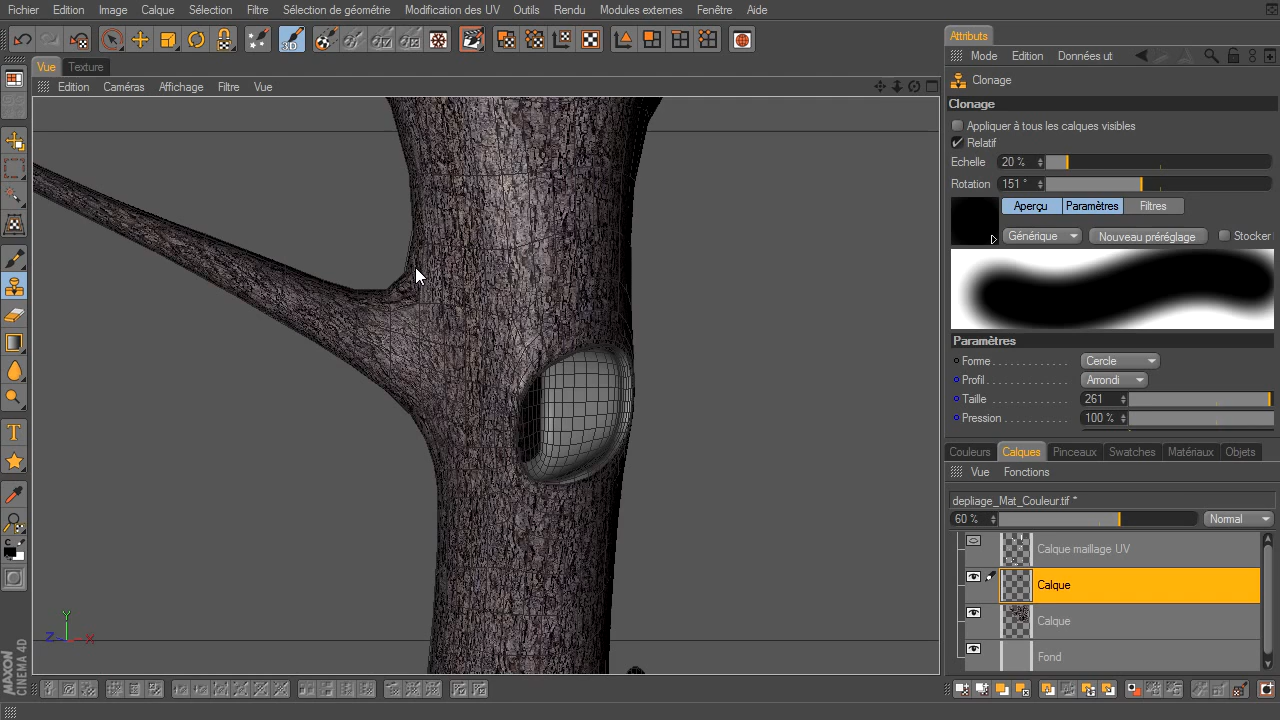 Fichier Edition Image Calque Sélection Filtre Sélection de géométrie Modification des UV Outils Rendu Modules externes Fenêtre Aide
Vue Texture
Edition Caméras Affichage Filtre Vue
Y
Z X
MAXON
CINEMA 4D
Attributs
Mode Edition Données ut
Clonage
Clonage
Appliquer à tous les calques visibles
Relatif
Echelle 20 %
Rotation 151 °
Aperçu Paramètres Filtres
Générique Nouveau préréglage Stocker
Paramètres
Forme . . . . . . . . . . . . Cercle
Profil . . . . . . . . . . . . Arrondi
Taille . . . . . . . . . . . . 261
Pression . . . . . . . . . . 100 %
Couleurs Calques Pinceaux Swatches Matériaux Objets
Vue Fonctions
depliage_Mat_Couleur.tif *
60 % Normal
Calque maillage UV
Calque
Calque
Fond